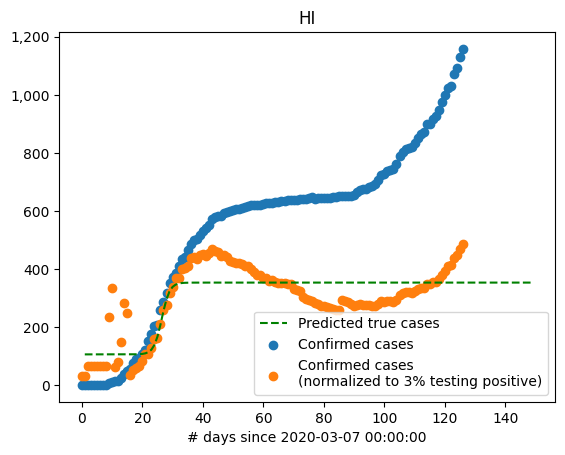 HI
1,200
1,000
800
600
400
200
0
Predicted true cases
Confirmed cases
Confirmed cases
(normalized to 3% testing positive)
0 20 40 60 80 100 120 140
# days since 2020-03-07 00:00:00